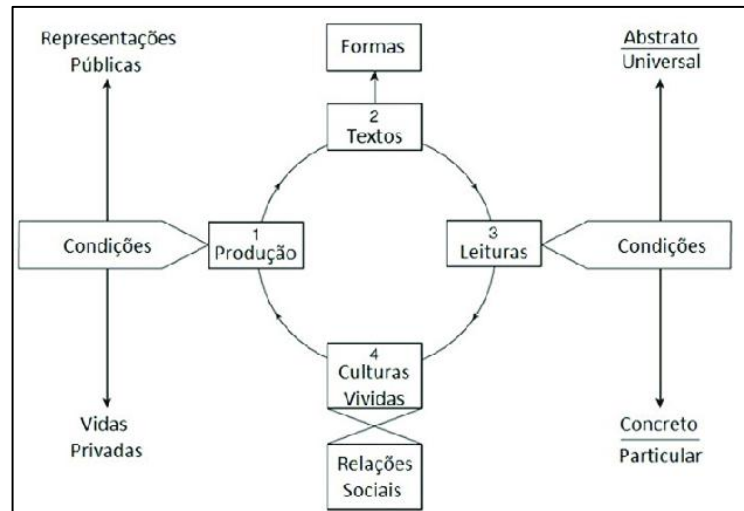 Representações
Públicas
Formas
Abstrato
Universal
2
Textos
Condições
1
Produção
3
Leituras
Condições
4
Culturas
Vividas
Vidas
Privadas
Relações
Sociais
Concreto
Particular